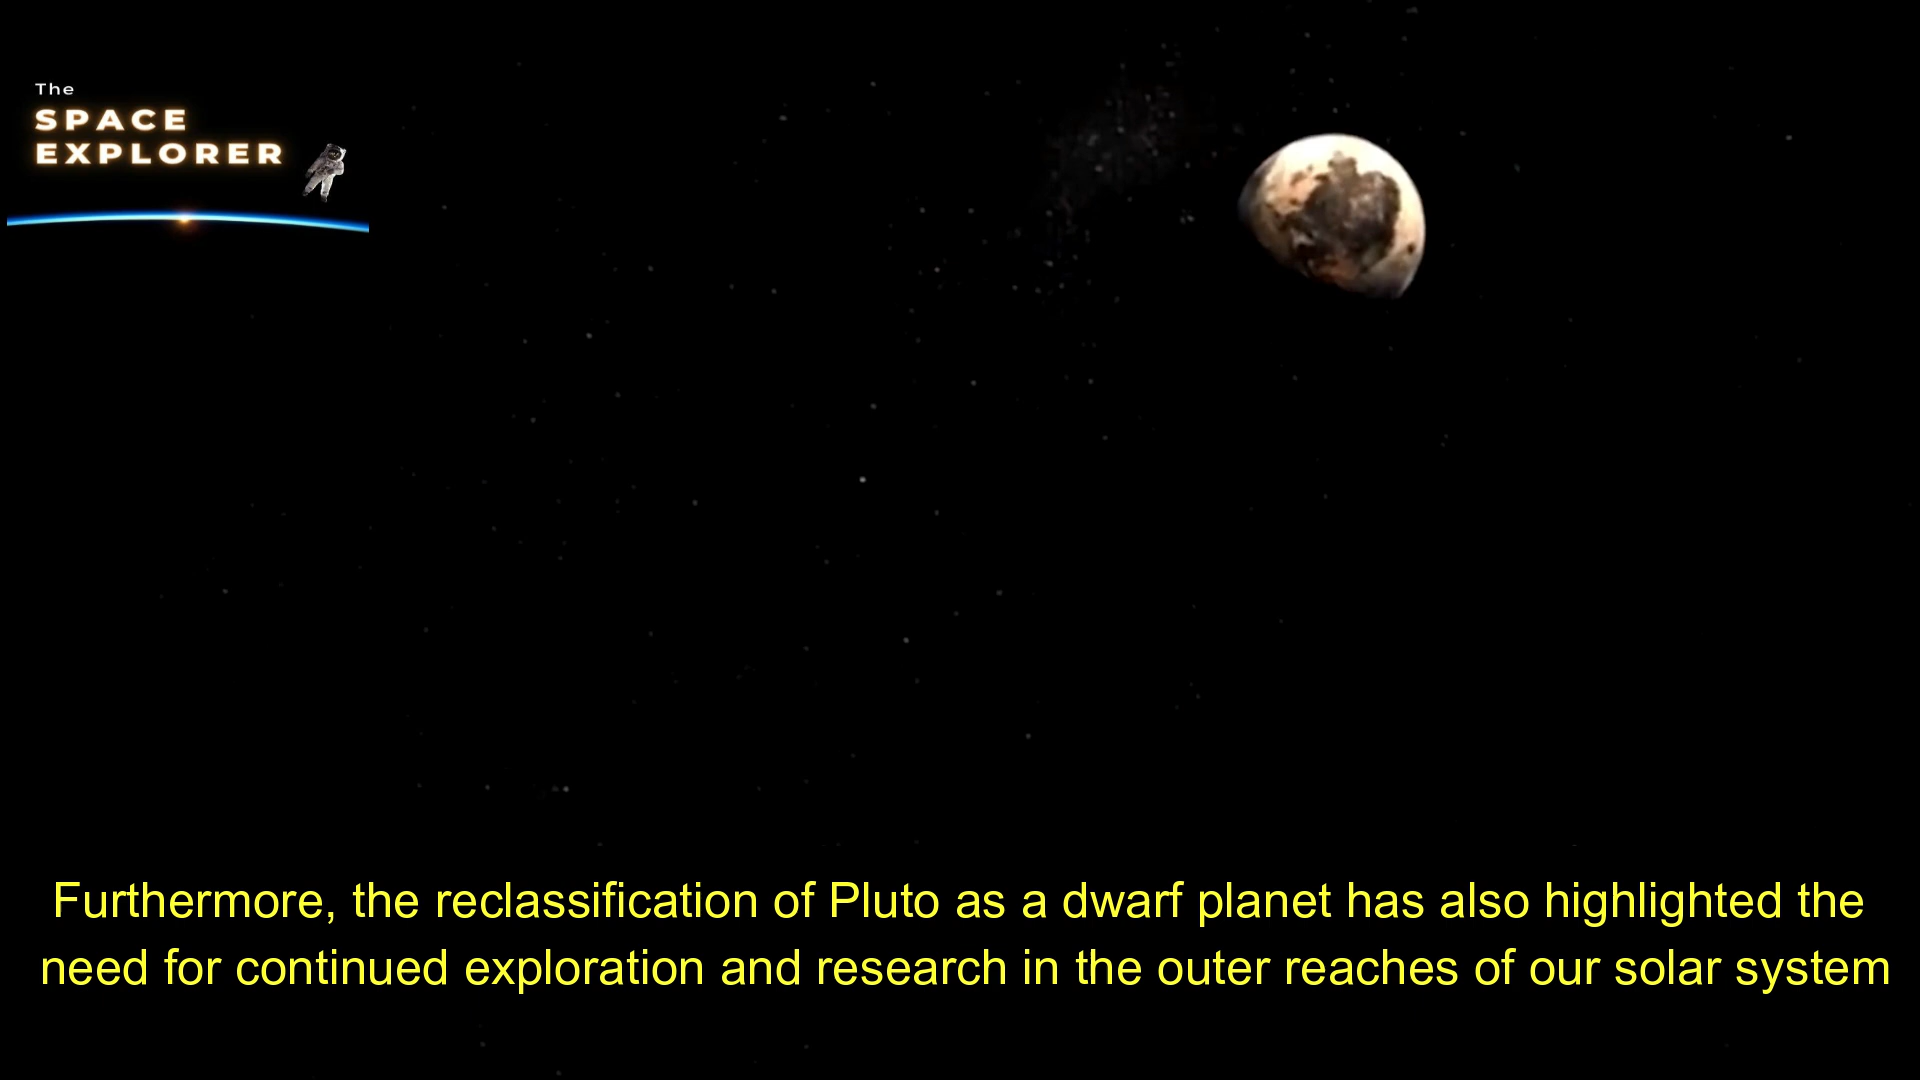 The
SPACE
EXPLORER
Furthermore, the reclassification of Pluto as a dwarf planet has also highlighted the
need for continued exploration and research in the outer reaches of our solar system